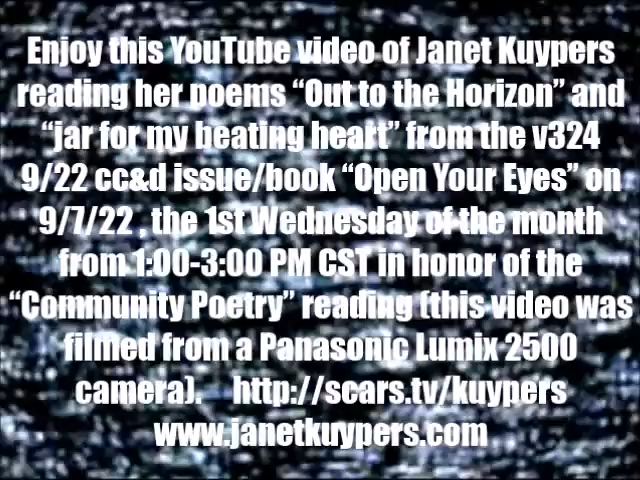 Enjoy this YouTube video of Janet Kuypers
reading her poems “Out to the Horizon” and
“jar for my beating heart” from the v324
9/22 cc&d issue/book “Open Your Eyes” on
9/7/22 , the 1st Wednesday of the month
from 1:00-3:00 PM CST in honor of the
“Community Poetry” reading (this video was
filmed from a Panasonic Lumix 2500
camera). http://scars.tv/kuypers
www.janetkuypers.com